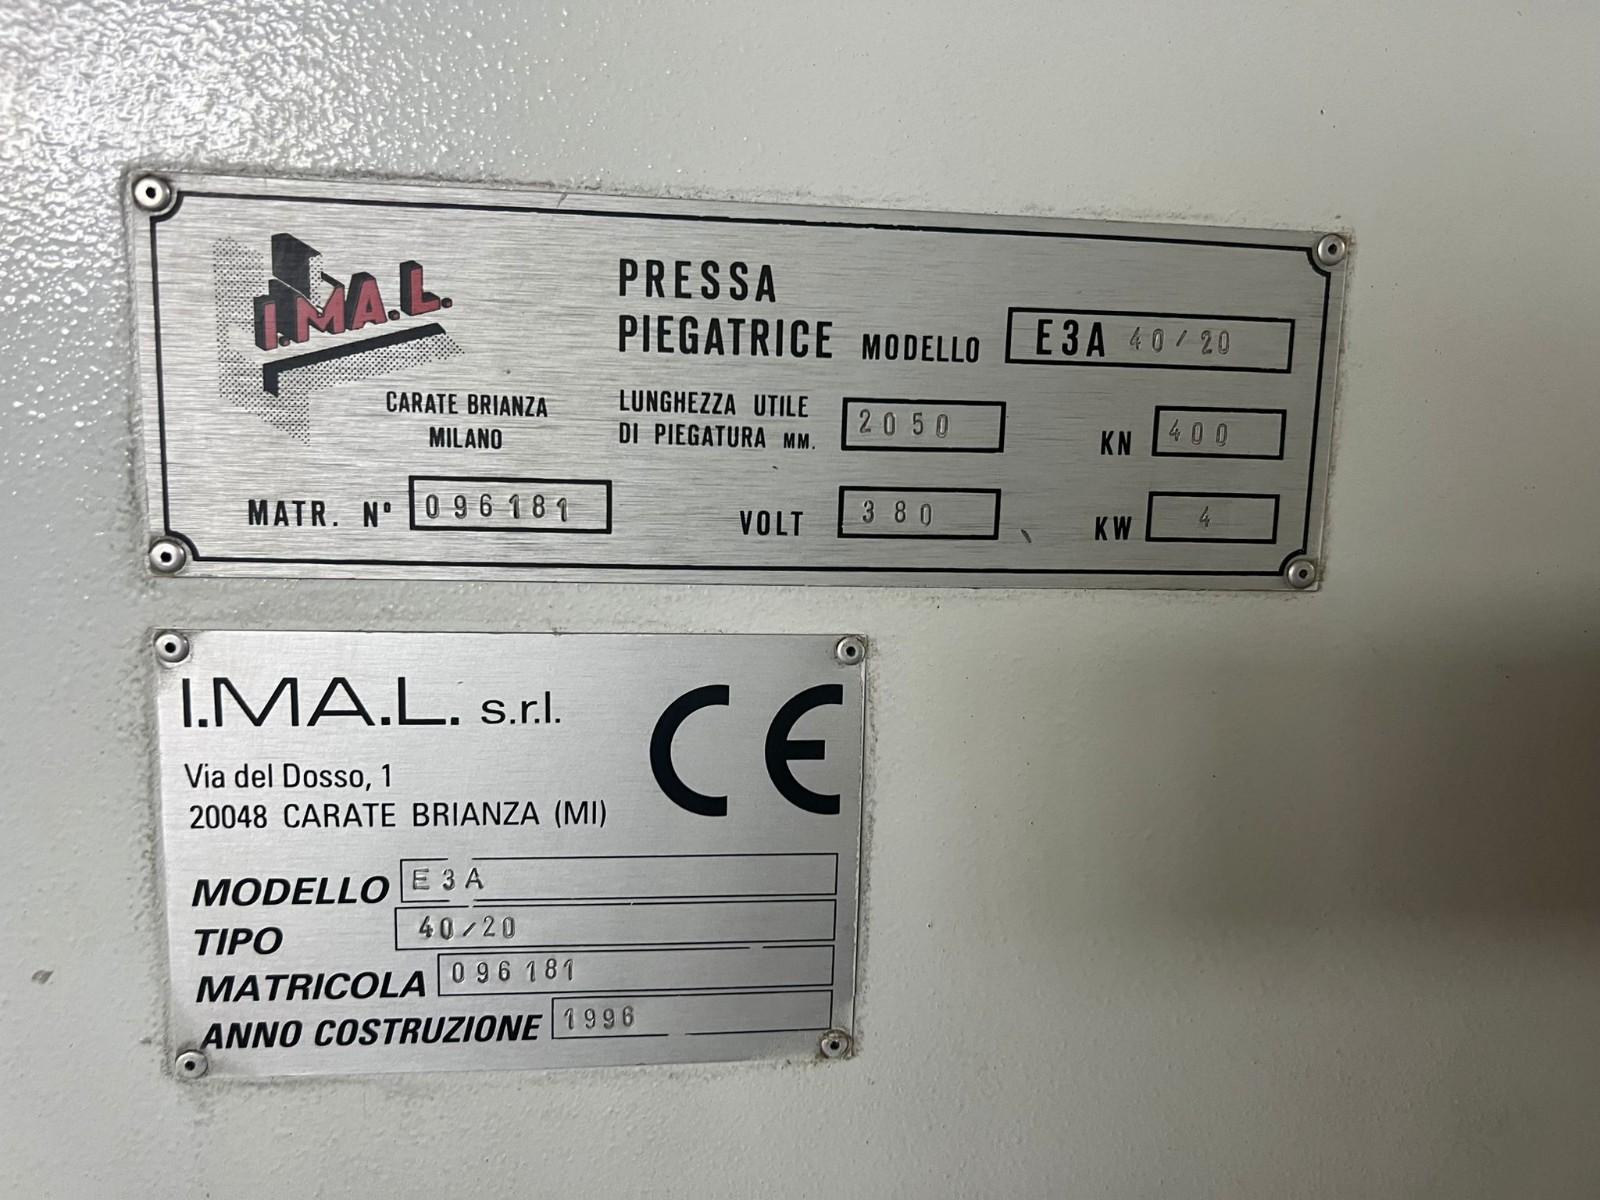 I.MA.L.
PRESSA
PIEGATRICE MODELLO E3A 40/20
CARATE BRIANZA
MILANO
LUNGHEZZA UTILE
DI PIEGATURA MM. 2050
KN 400
MATR. Nº 096181
VOLT 380
KW 4
I.MA.L. s.r.l.
CE
Via del Dosso, 1
20048 CARATE BRIANZA (MI)
MODELLO E3A
TIPO 40/20
MATRICOLA 096181
ANNO COSTRUZIONE 1996